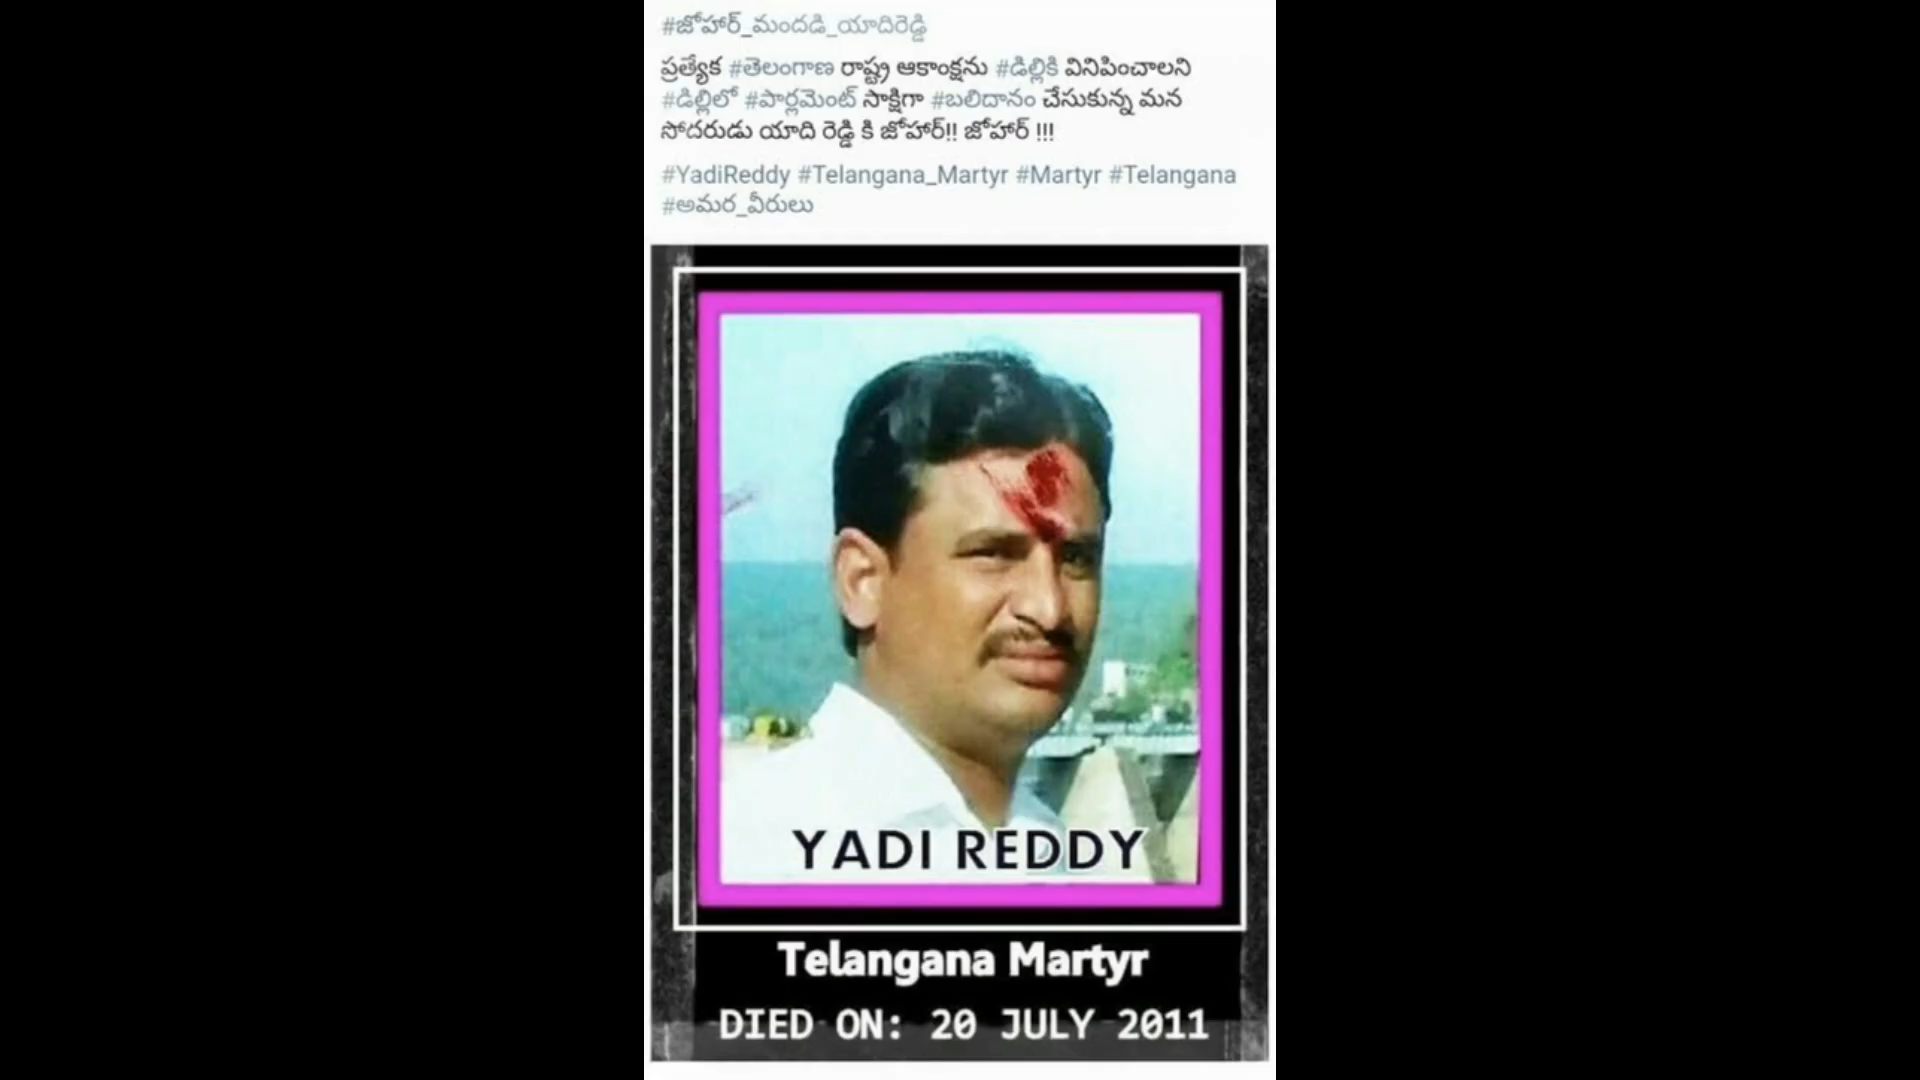 #జోహార్_మందడి_యాదిరెడ్డి
ప్రత్యేక #తెలంగాణ రాష్ట్ర ఆకాంక్షను #డిల్లికి వినిపించాలని
#డిల్లిలో #పార్లమెంట్ సాక్షిగా #బలిదానం చేసుకున్న మన
సోదరుడు యాది రెడ్డి కి జోహార్!! జోహార్ !!!
#YadiReddy #Telangana_Martyr #Martyr #Telangana
#అమర_వీరులు
YADI REDDY
Telangana Martyr
DIED ON: 20 JULY 2011